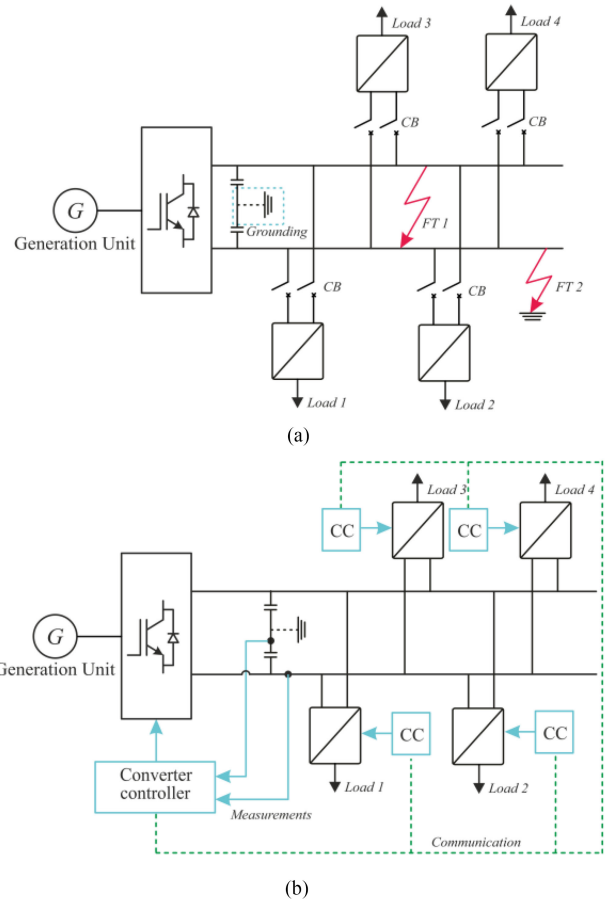 Load 3
Load 4
CB
CB
G
Generation Unit
Grounding
FT 1
FT 2
CB
CB
Load 1
Load 2
(a)
Load 3
Load 4
CC
CC
G
Generation Unit
CC
CC
Converter
controller
Load 1
Load 2
Measurements
Communication
(b)